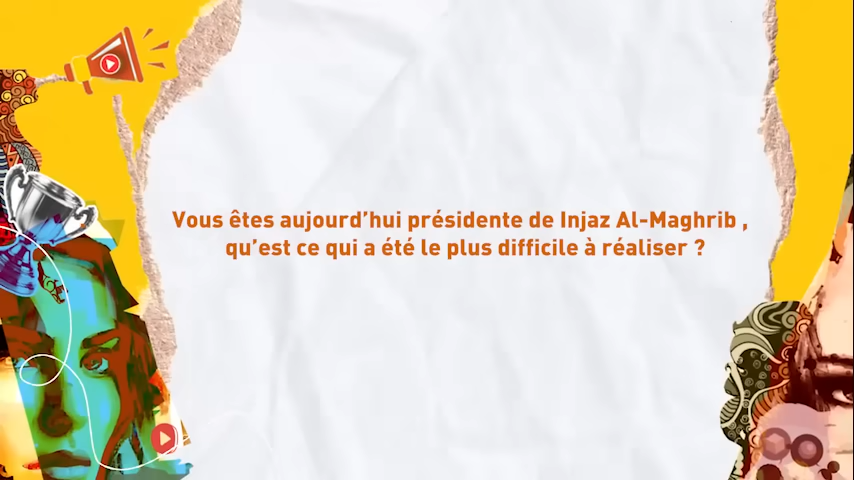 Vous êtes aujourd’hui présidente de Injaz Al-Maghrib ,
qu’est ce qui a été le plus difficile à réaliser ?